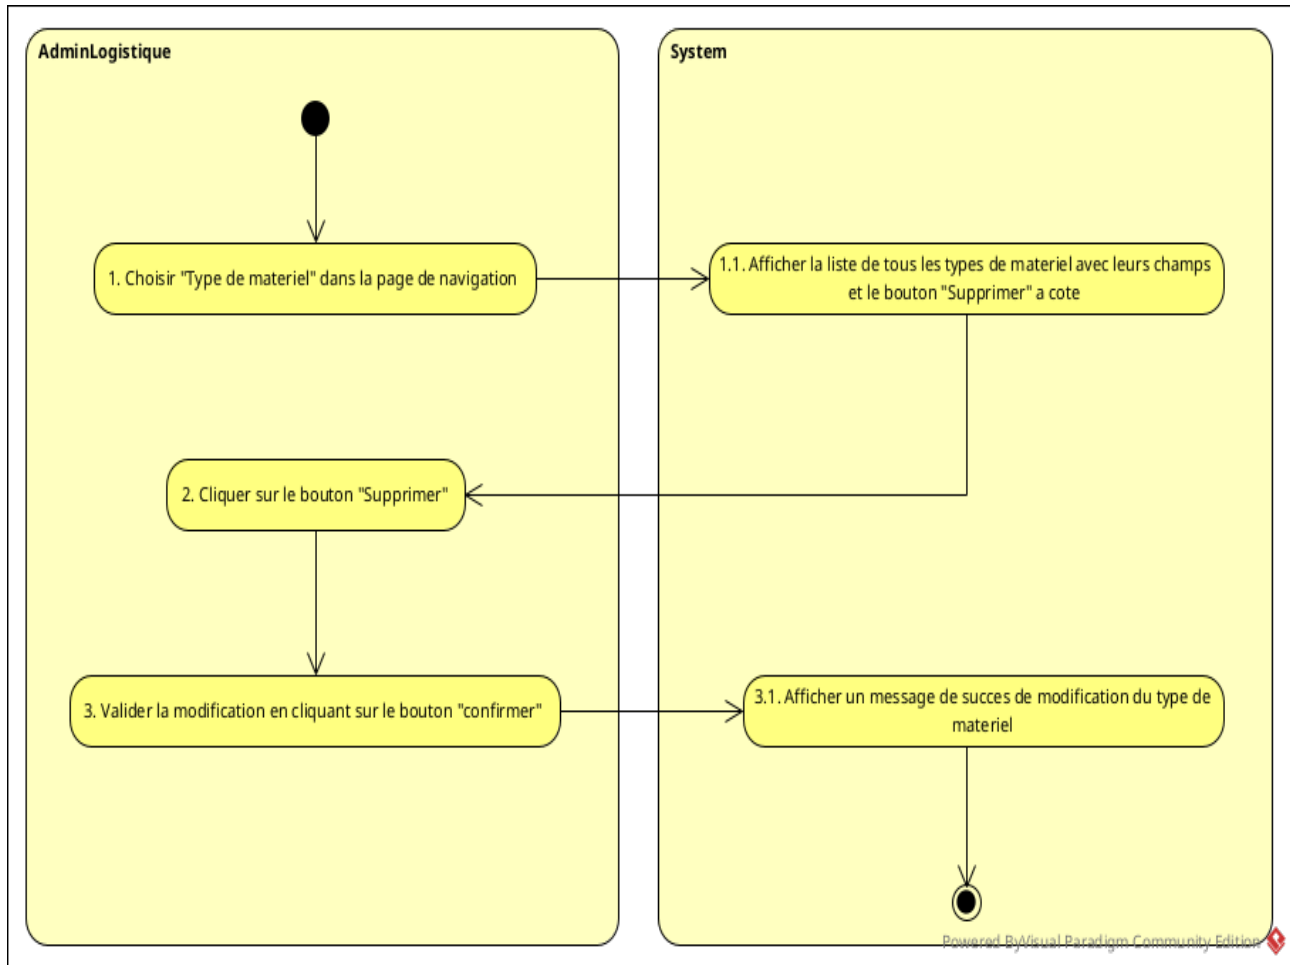 AdminLogistique
System
1. Choisir "Type de materiel" dans la page de navigation
1.1. Afficher la liste de tous les types de materiel avec leurs champs
et le bouton "Supprimer" a cote
2. Cliquer sur le bouton "Supprimer"
3. Valider la modification en cliquant sur le bouton "confirmer"
3.1. Afficher un message de succes de modification du type de
materiel
Powered ByVisual Paradigm Community Edition